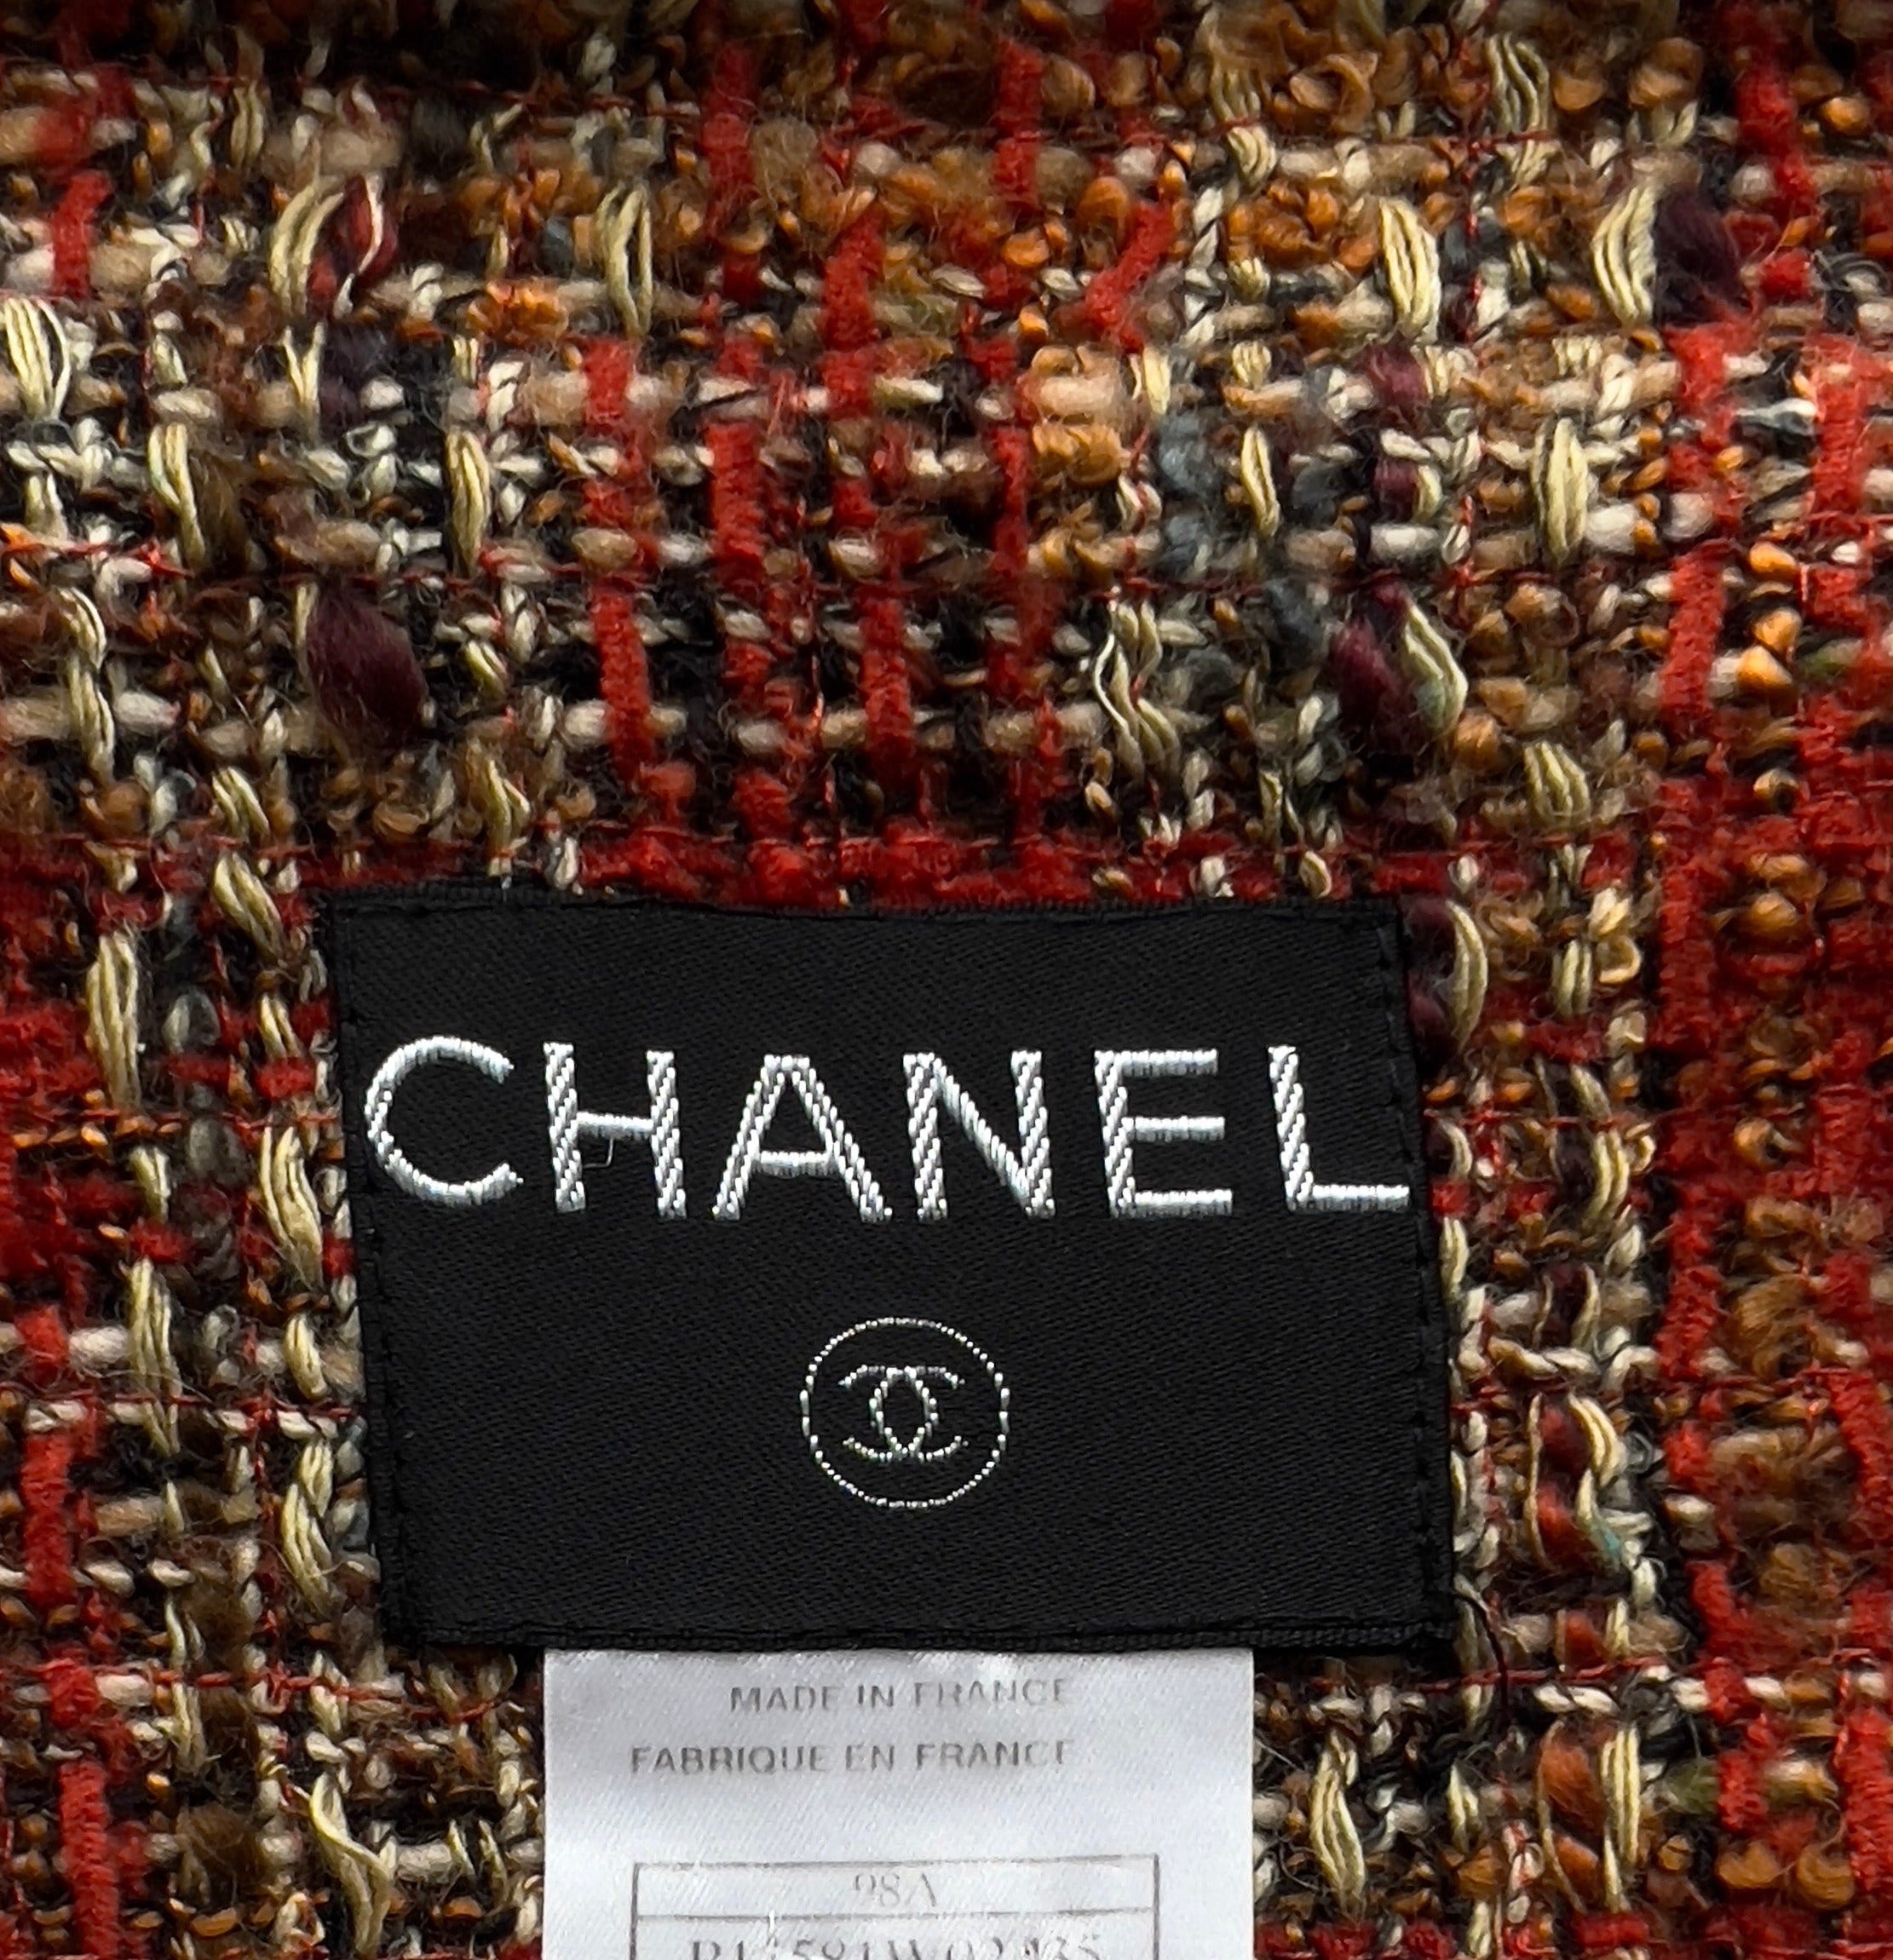 CHANEL
MADE IN FRANCE
FABRIQUE EN FRANCE
98A